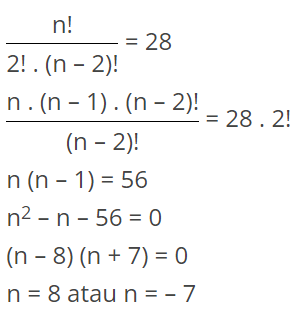 n!
2! . (n – 2)! = 28
n . (n – 1) . (n – 2)!
(n – 2)! = 28 . 2!
n (n – 1) = 56
n² – n – 56 = 0
(n – 8) (n + 7) = 0
n = 8 atau n = – 7